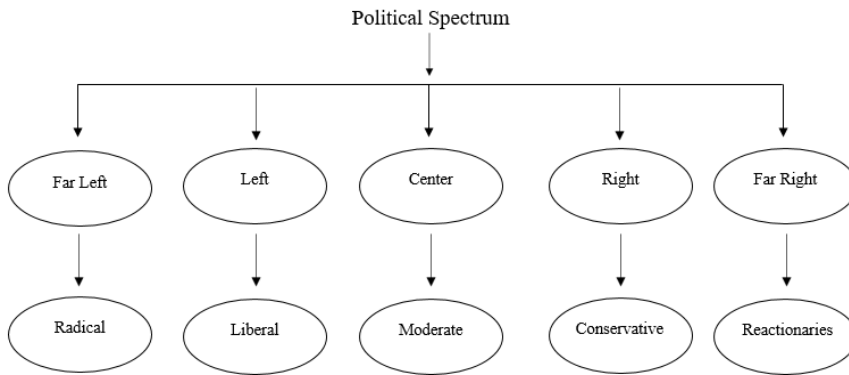 Political Spectrum
Far Left
Left
Center
Right
Far Right
Radical
Liberal
Moderate
Conservative
Reactionaries